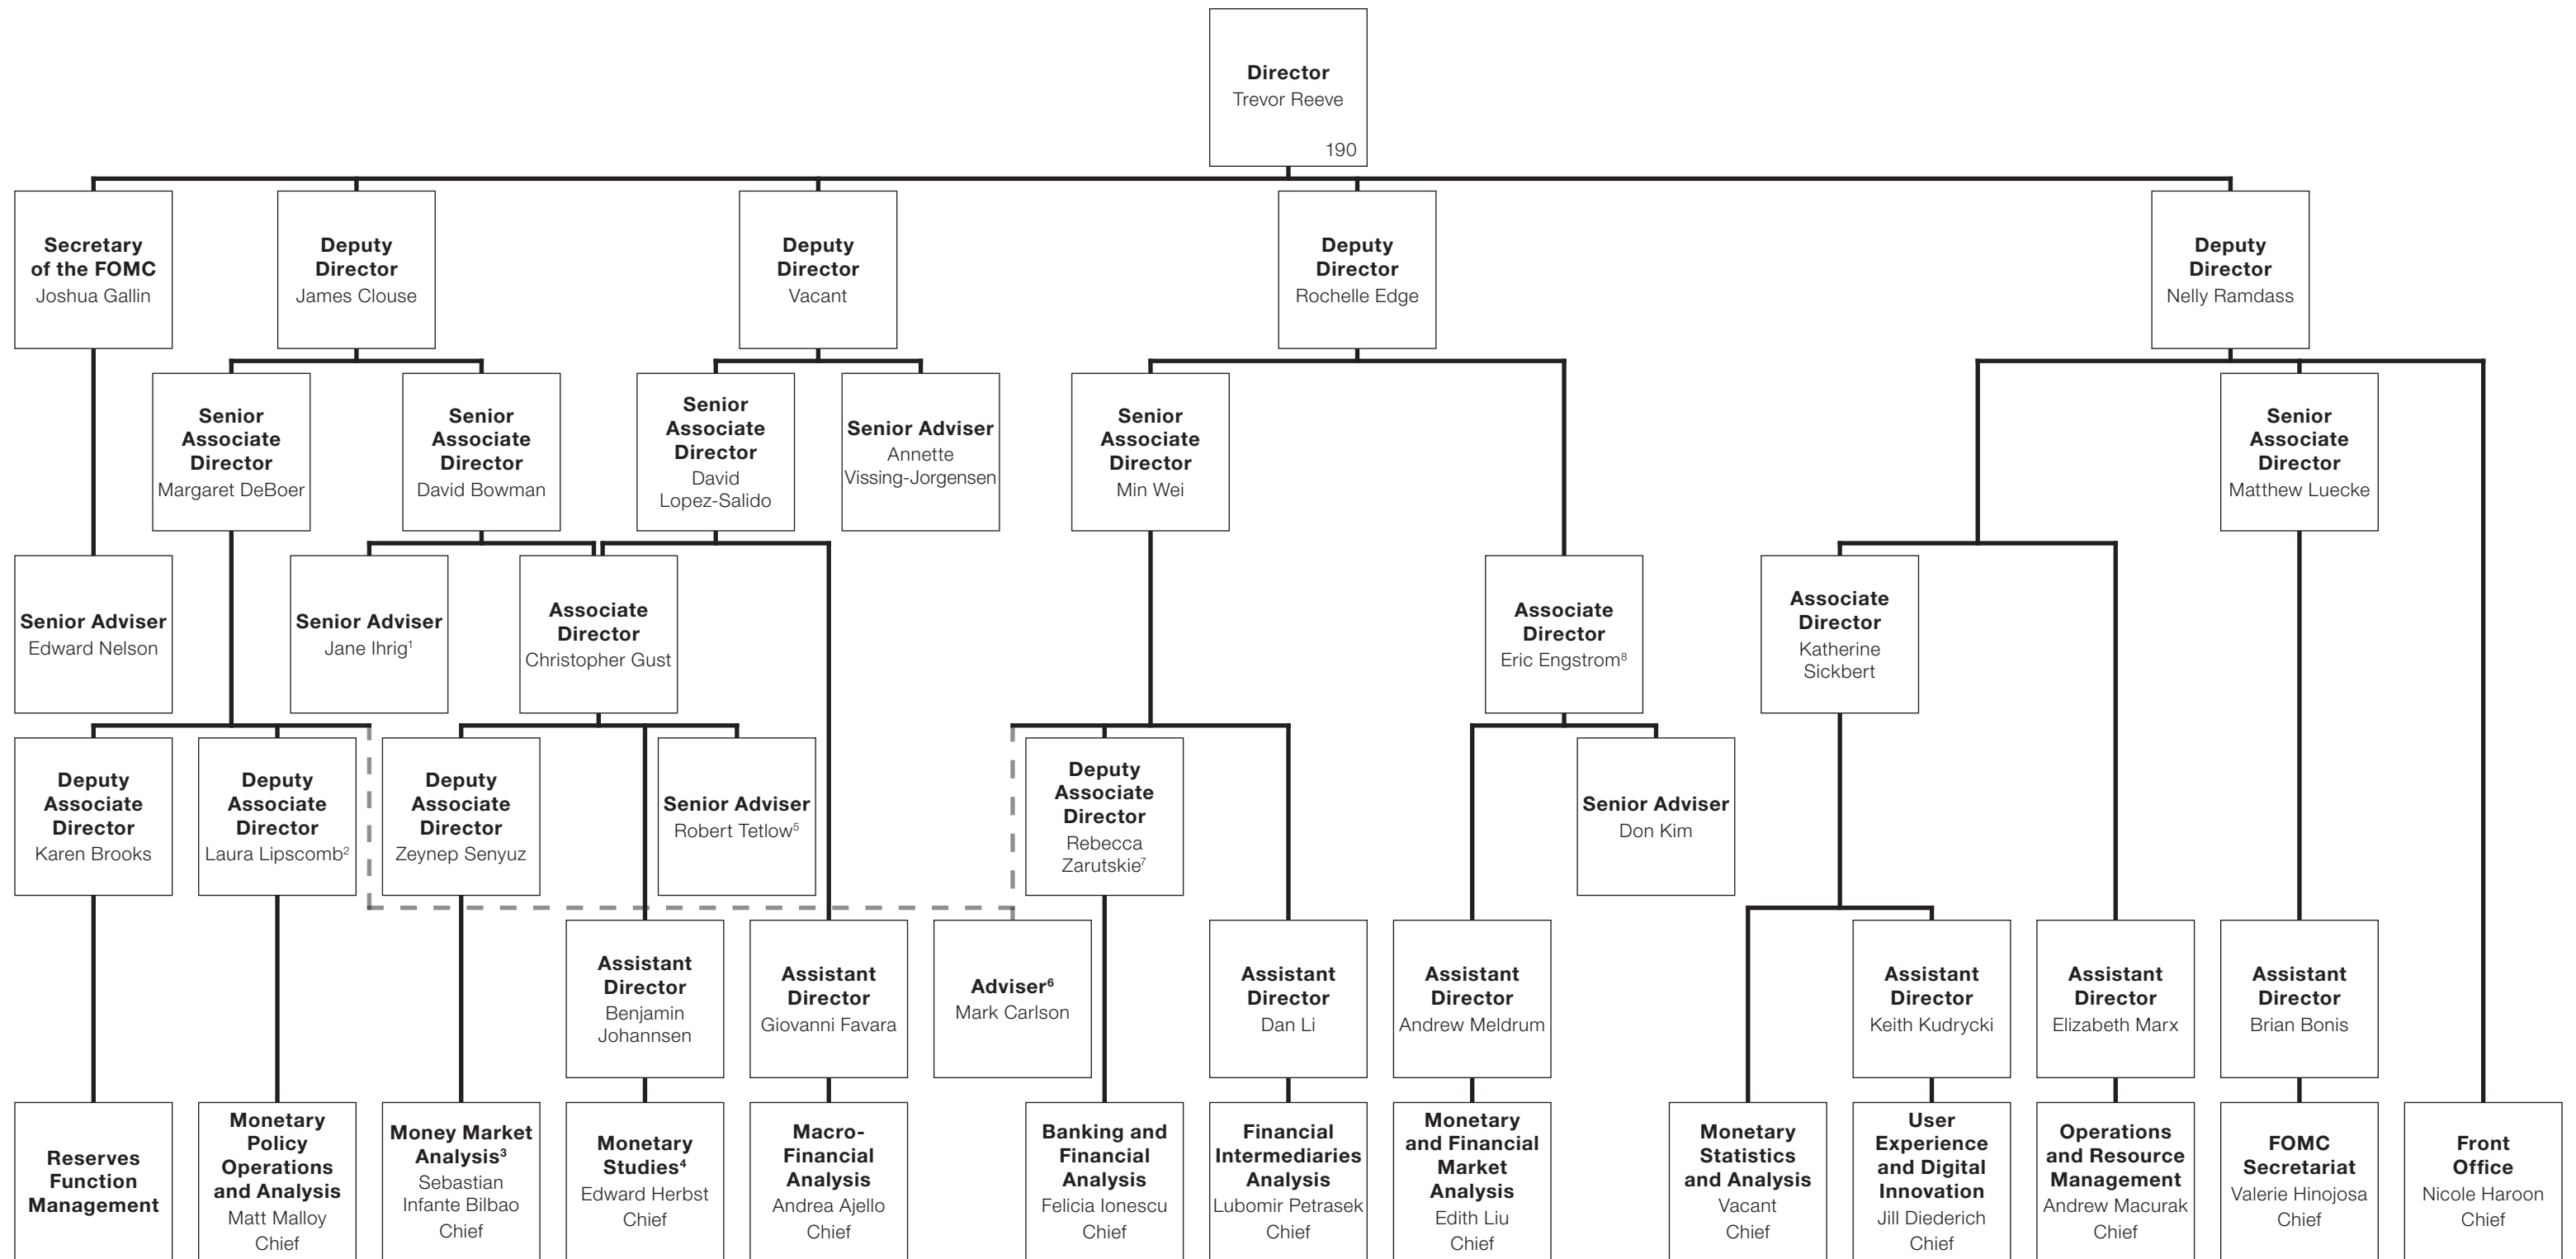 Director
Trevor Reeve
190
Secretary
of the FOMC
Joshua Gallin
Deputy
Director
James Clouse
Deputy
Director
Vacant
Deputy
Director
Rochelle Edge
Deputy
Director
Nelly Ramdass
Senior
Associate
Director
Margaret DeBoer
Senior
Associate
Director
David Bowman
Senior
Associate
Director
David
Lopez-Salido
Senior Adviser
Annette
Vissing-Jorgensen
Senior
Associate
Director
Min Wei
Senior
Associate
Director
Matthew Luecke
Senior Adviser
Edward Nelson
Senior Adviser
Jane Ihrig¹
Associate
Director
Christopher Gust
Associate
Director
Eric Engstrom⁸
Associate
Director
Katherine
Sickbert
Deputy
Associate
Director
Karen Brooks
Deputy
Associate
Director
Laura Lipscomb²
Deputy
Associate
Director
Zeynep Senyuz
Senior Adviser
Robert Tetlow⁵
Deputy
Associate
Director
Rebecca
Zarutskie⁷
Senior Adviser
Don Kim
Assistant
Director
Benjamin
Johannsen
Assistant
Director
Giovanni Favara
Adviser⁶
Mark Carlson
Assistant
Director
Dan Li
Assistant
Director
Andrew Meldrum
Assistant
Director
Keith Kudrycki
Assistant
Director
Elizabeth Marx
Assistant
Director
Brian Bonis
Reserves
Function
Management
Monetary
Policy
Operations
and Analysis
Matt Malloy
Chief
Money Market
Analysis³
Sebastian
Infante Bilbao
Chief
Monetary
Studies⁴
Edward Herbst
Chief
Macro-
Financial
Analysis
Andrea Ajello
Chief
Banking and
Financial
Analysis
Felicia Ionescu
Chief
Financial
Intermediaries
Analysis
Lubomir Petrasek
Chief
Monetary
and Financial
Market
Analysis
Edith Liu
Chief
Monetary
Statistics
and Analysis
Vacant
Chief
User
Experience
and Digital
Innovation
Jill Diederich
Chief
Operations
and Resource
Management
Andrew Macurak
Chief
FOMC
Secretariat
Valerie Hinojosa
Chief
Front
Office
Nicole Haroon
Chief